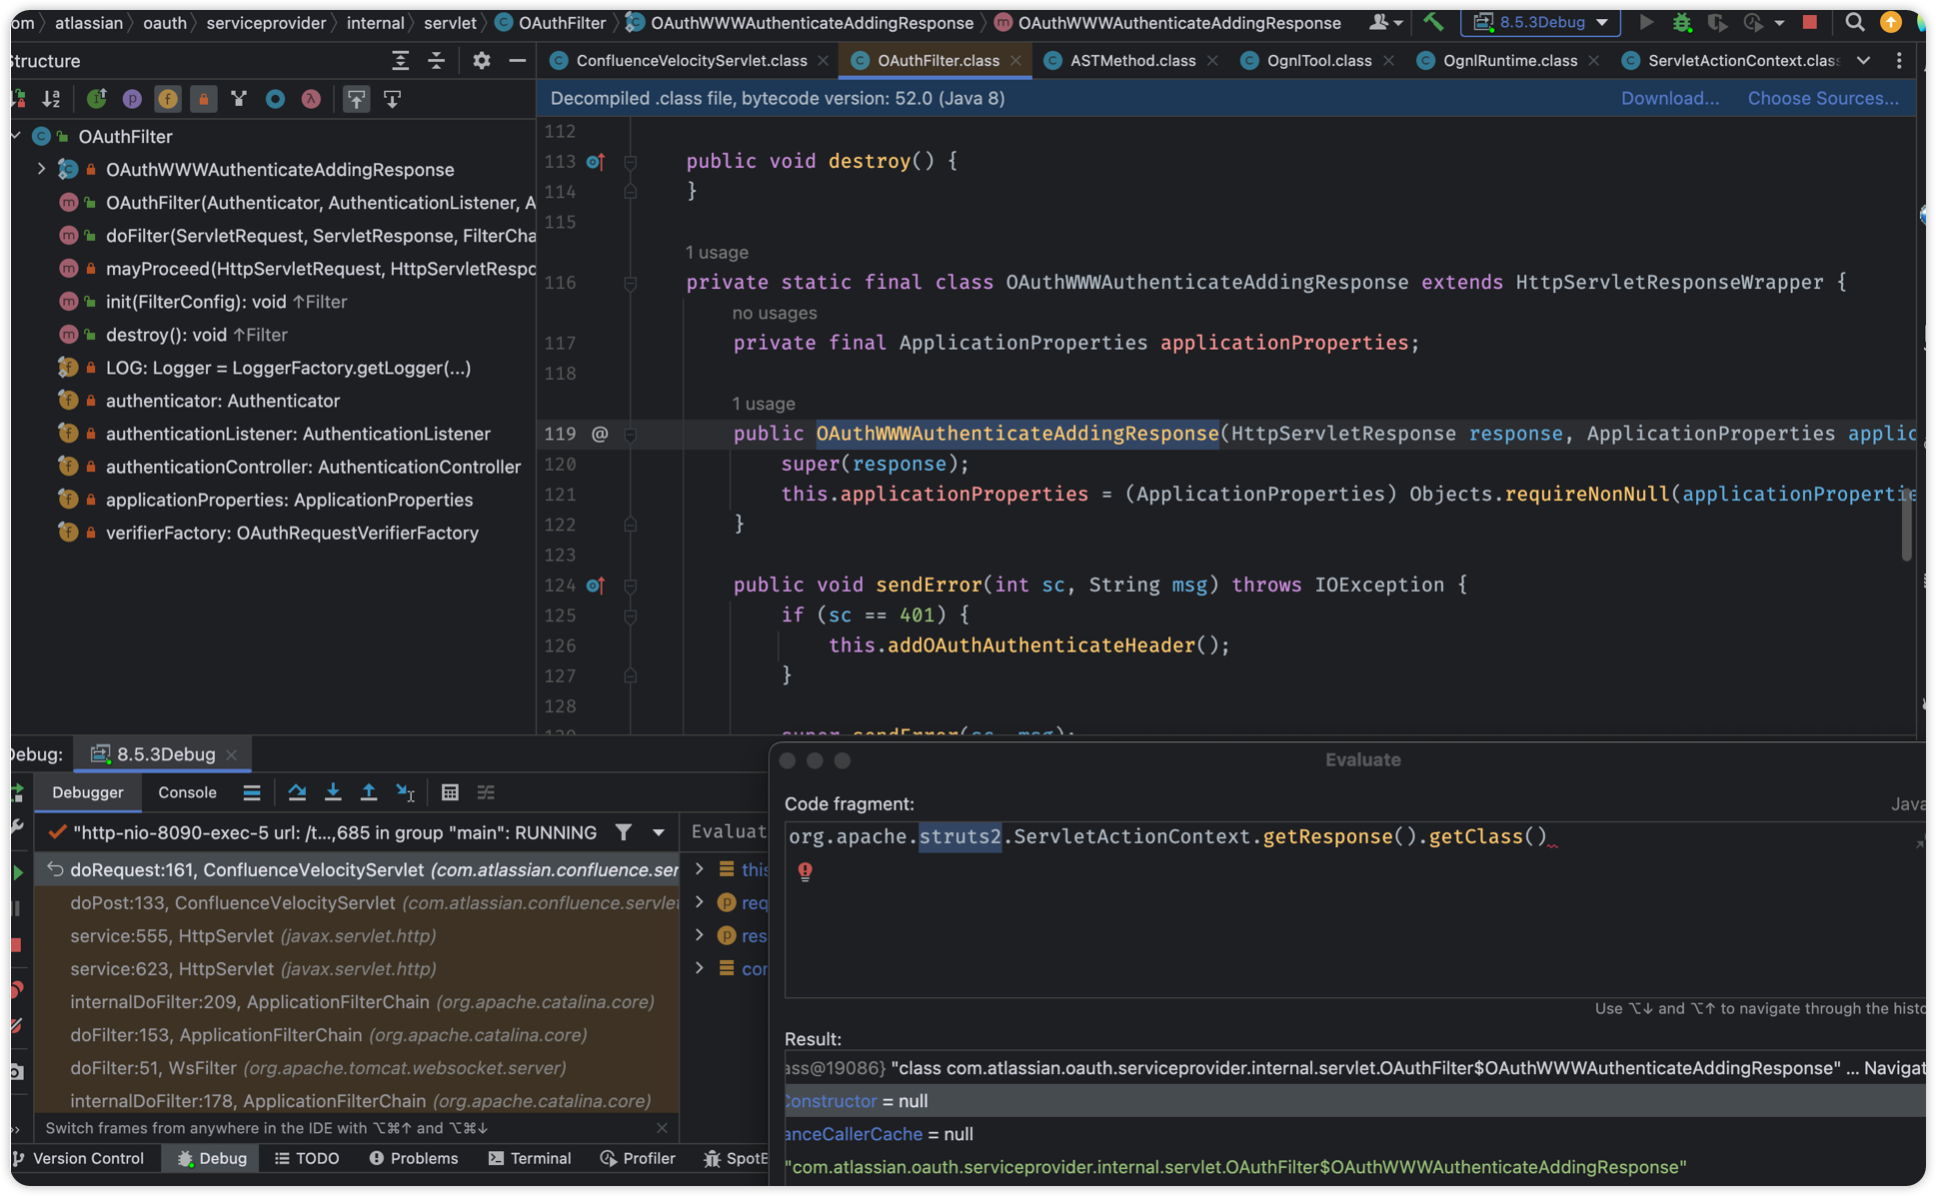 om › atlassian › oauth › serviceprovider › internal › servlet › OAuthFilter › OAuthWWWAuthenticateAddingResponse › OAuthWWWAuthenticateAddingResponse
8.5.3Debug
Structure
ConfluenceVelocityServlet.class
OAuthFilter.class
ASTMethod.class
OgnlTool.class
OgnlRuntime.class
ServletActionContext.clas
Decompiled .class file, bytecode version: 52.0 (Java 8)
Download...
Choose Sources...
OAuthFilter
OAuthWWWAuthenticateAddingResponse
OAuthFilter(Authenticator, AuthenticationListener, A
doFilter(ServletRequest, ServletResponse, FilterCha
mayProceed(HttpServletRequest, HttpServletRespo
init(FilterConfig): void ↑Filter
destroy(): void ↑Filter
LOG: Logger = LoggerFactory.getLogger(...)
authenticator: Authenticator
authenticationListener: AuthenticationListener
authenticationController: AuthenticationController
applicationProperties: ApplicationProperties
verifierFactory: OAuthRequestVerifierFactory
112
113 public void destroy() {
114 }
115
1 usage
116 private static final class OAuthWWWAuthenticateAddingResponse extends HttpServletResponseWrapper {
no usages
117 private final ApplicationProperties applicationProperties;
118
1 usage
119 @ public OAuthWWWAuthenticateAddingResponse(HttpServletResponse response, ApplicationProperties applic
120 super(response);
121 this.applicationProperties = (ApplicationProperties) Objects.requireNonNull(applicationPropertie
122 }
123
124 public void sendError(int sc, String msg) throws IOException {
125 if (sc == 401) {
126 this.addOAuthAuthenticateHeader();
127 }
128
129 super.sendError(sc, msg);
Debug:
8.5.3Debug
Debugger
Console
"http-nio-8090-exec-5 url: /t...,685 in group "main": RUNNING
doRequest:161, ConfluenceVelocityServlet (com.atlassian.confluence.ser
doPost:133, ConfluenceVelocityServlet (com.atlassian.confluence.servle
service:555, HttpServlet (javax.servlet.http)
service:623, HttpServlet (javax.servlet.http)
internalDoFilter:209, ApplicationFilterChain (org.apache.catalina.core)
doFilter:153, ApplicationFilterChain (org.apache.catalina.core)
doFilter:51, WsFilter (org.apache.tomcat.websocket.server)
internalDoFilter:178, ApplicationFilterChain (org.apache.catalina.core)
Switch frames from anywhere in the IDE with ⌥⌘↑ and ⌥⌘↓
Evaluat
this
req
res
con
Evaluate
Code fragment:
Java
org.apache.struts2.ServletActionContext.getResponse().getClass()
Use ⌥↓ and ⌥↑ to navigate through the histo
Result:
ass@19086} "class com.atlassian.oauth.serviceprovider.internal.servlet.OAuthFilter$OAuthWWWAuthenticateAddingResponse" ... Navigat
Constructor = null
anceCallerCache = null
"com.atlassian.oauth.serviceprovider.internal.servlet.OAuthFilter$OAuthWWWAuthenticateAddingResponse"
Version Control
Debug
TODO
Problems
Terminal
Profiler
SpotB